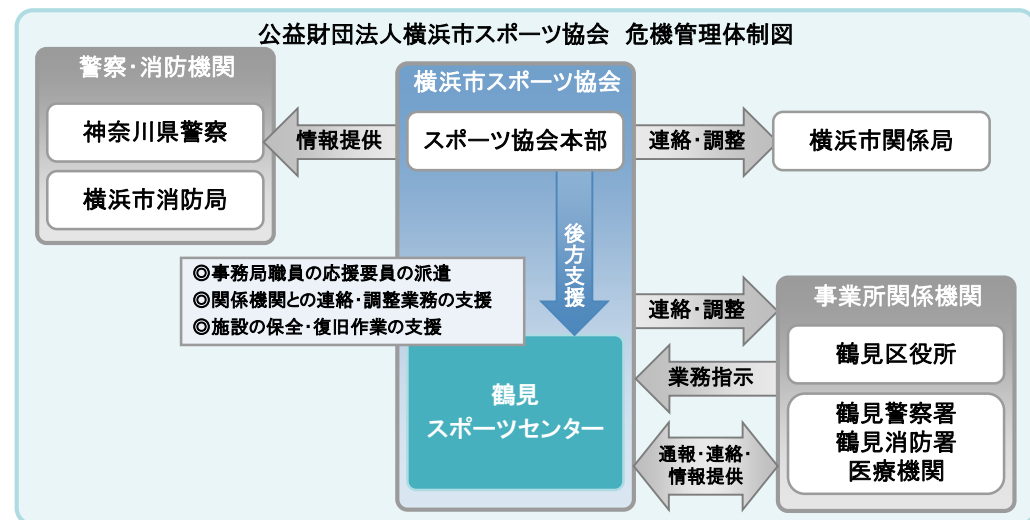 公益財団法人横浜市スポーツ協会 危機管理体制図
警察・消防機関
神奈川県警察
横浜市消防局
情報提供
横浜市スポーツ協会
スポーツ協会本部
連絡・調整
横浜市関係局
後方支援
◎事務局職員の応援要員の派遣
◎関係機関との連絡・調整業務の支援
◎施設の保全・復旧作業の支援
鶴見
スポーツセンター
連絡・調整
業務指示
通報・連絡・
情報提供
事業所関係機関
鶴見区役所
鶴見警察署
鶴見消防署
医療機関